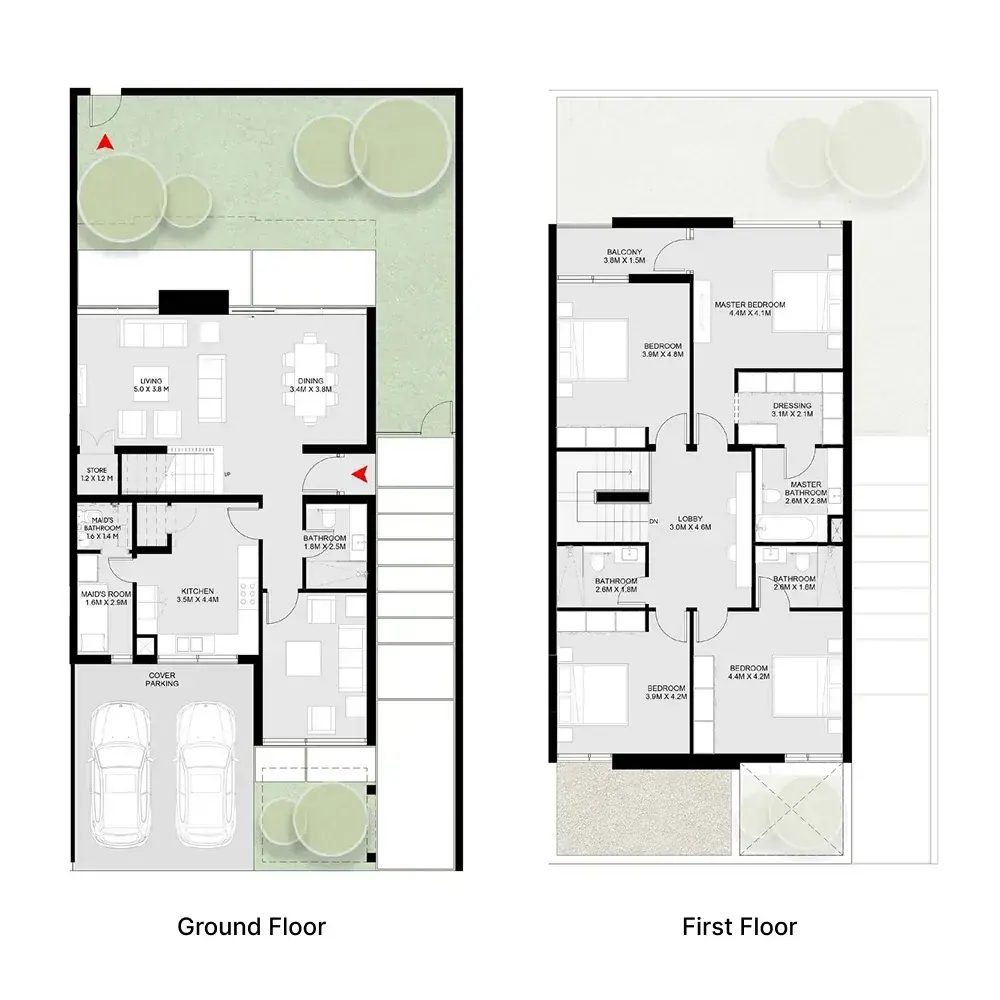 LIVING
5.0 X 3.8 M
DINING
3.4M X 3.8M
STORE
1.2 X 1.2 M
UP
MAID'S
BATHROOM
1.6 X 1.4 M
BATHROOM
1.8M X 2.5M
MAID'S ROOM
1.6M X 2.9M
KITCHEN
3.5M X 4.4M
COVER
PARKING
Ground Floor
BALCONY
3.8M X 1.5M
MASTER BEDROOM
4.4M X 4.1M
BEDROOM
3.9M X 4.8M
DRESSING
3.1M X 2.1M
MASTER
BATHROOM
2.6M X 2.8M
LOBBY
3.0M X 4.6M
DN
BATHROOM
2.6M X 1.8M
BATHROOM
2.6M X 1.8M
BEDROOM
3.9M X 4.2M
BEDROOM
4.4M X 4.2M
First Floor